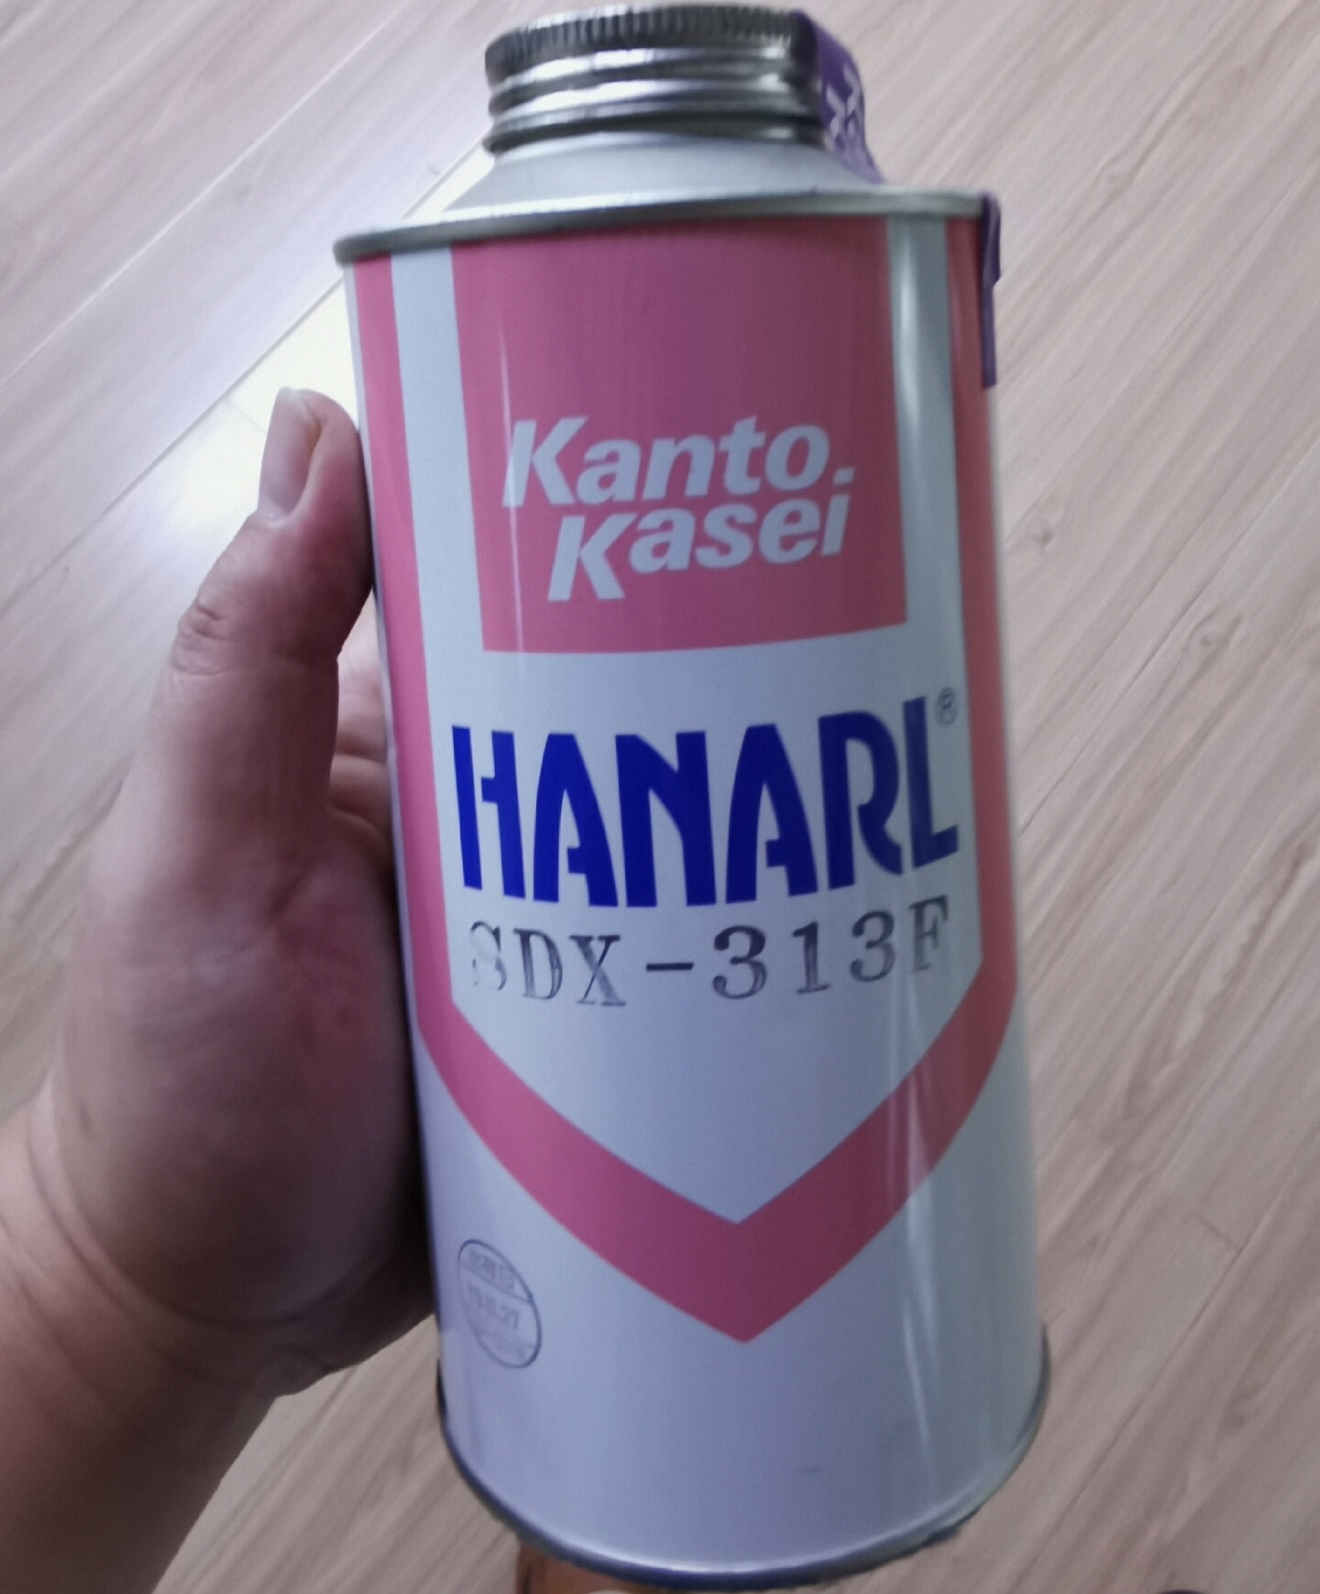 Kanto
Kasei
HANARL®
SDX-313F